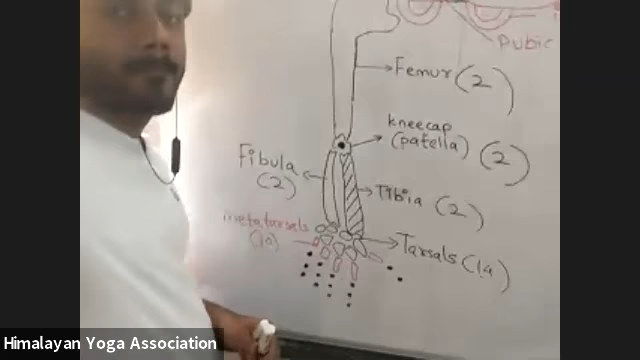 Pubic
Femur (2)
kneecap
(patella) (2)
Fibula
(2)
Tibia (2)
metatarsals
(10)
Tarsals (14)
Himalayan Yoga Association